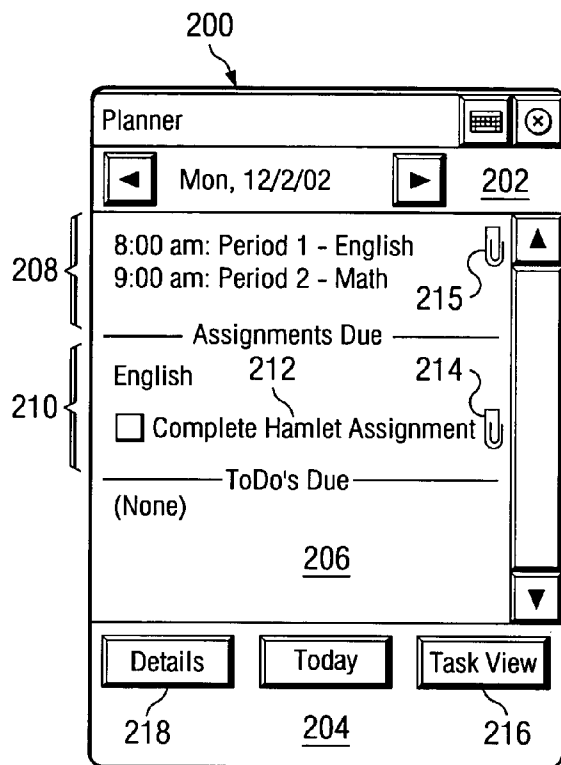 200
Planner
Mon, 12/2/02
202
208
8:00 am: Period 1 - English
9:00 am: Period 2 - Math
215
Assignments Due
210
English
212
214
Complete Hamlet Assignment
ToDo's Due
(None)
206
Details
Today
Task View
218
204
216